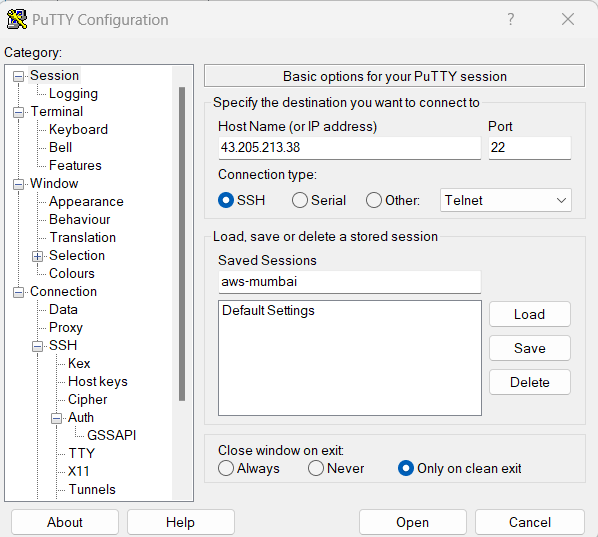 PuTTY Configuration
?
Category:
Session
Logging
Terminal
Keyboard
Bell
Features
Window
Appearance
Behaviour
Translation
Selection
Colours
Connection
Data
Proxy
SSH
Kex
Host keys
Cipher
Auth
GSSAPI
TTY
X11
Tunnels
Basic options for your PuTTY session
Specify the destination you want to connect to
Host Name (or IP address) Port
43.205.213.38 22
Connection type:
SSH Serial Other: Telnet
Load, save or delete a stored session
Saved Sessions
aws-mumbai
Default Settings
Load
Save
Delete
Close window on exit:
Always Never Only on clean exit
About Help Open Cancel